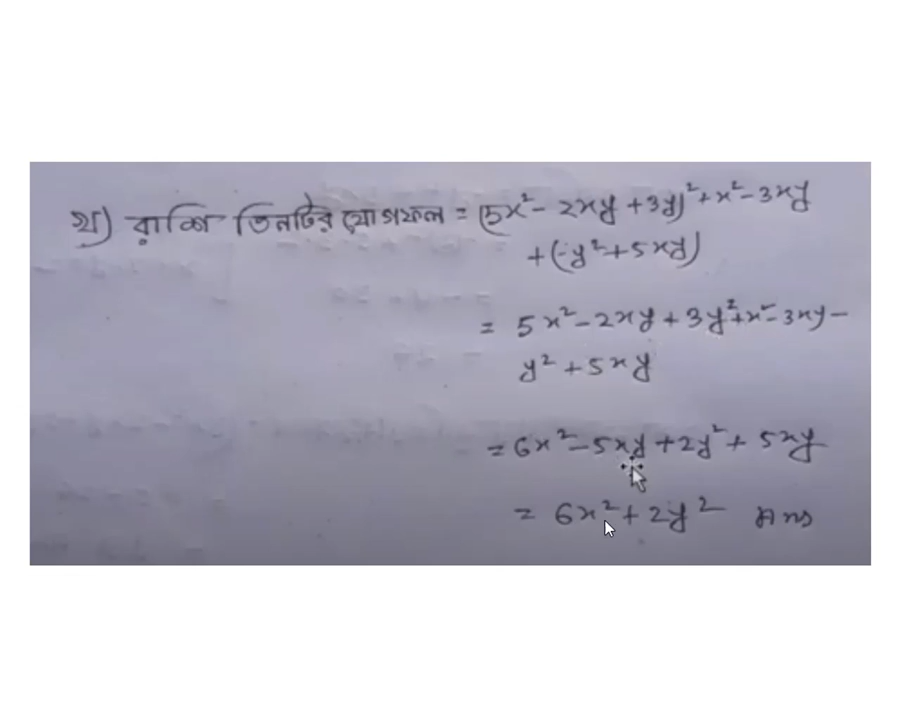 খ) রাশি তিনটির যোগফল = (5x² - 2xy + 3y)² + x² - 3xy
+ (-y² + 5xy)
= 5x² - 2xy + 3y² + x² - 3xy -
y² + 5xy
= 6x² - 5xy + 2y² + 5xy
= 6x² + 2y² Ans